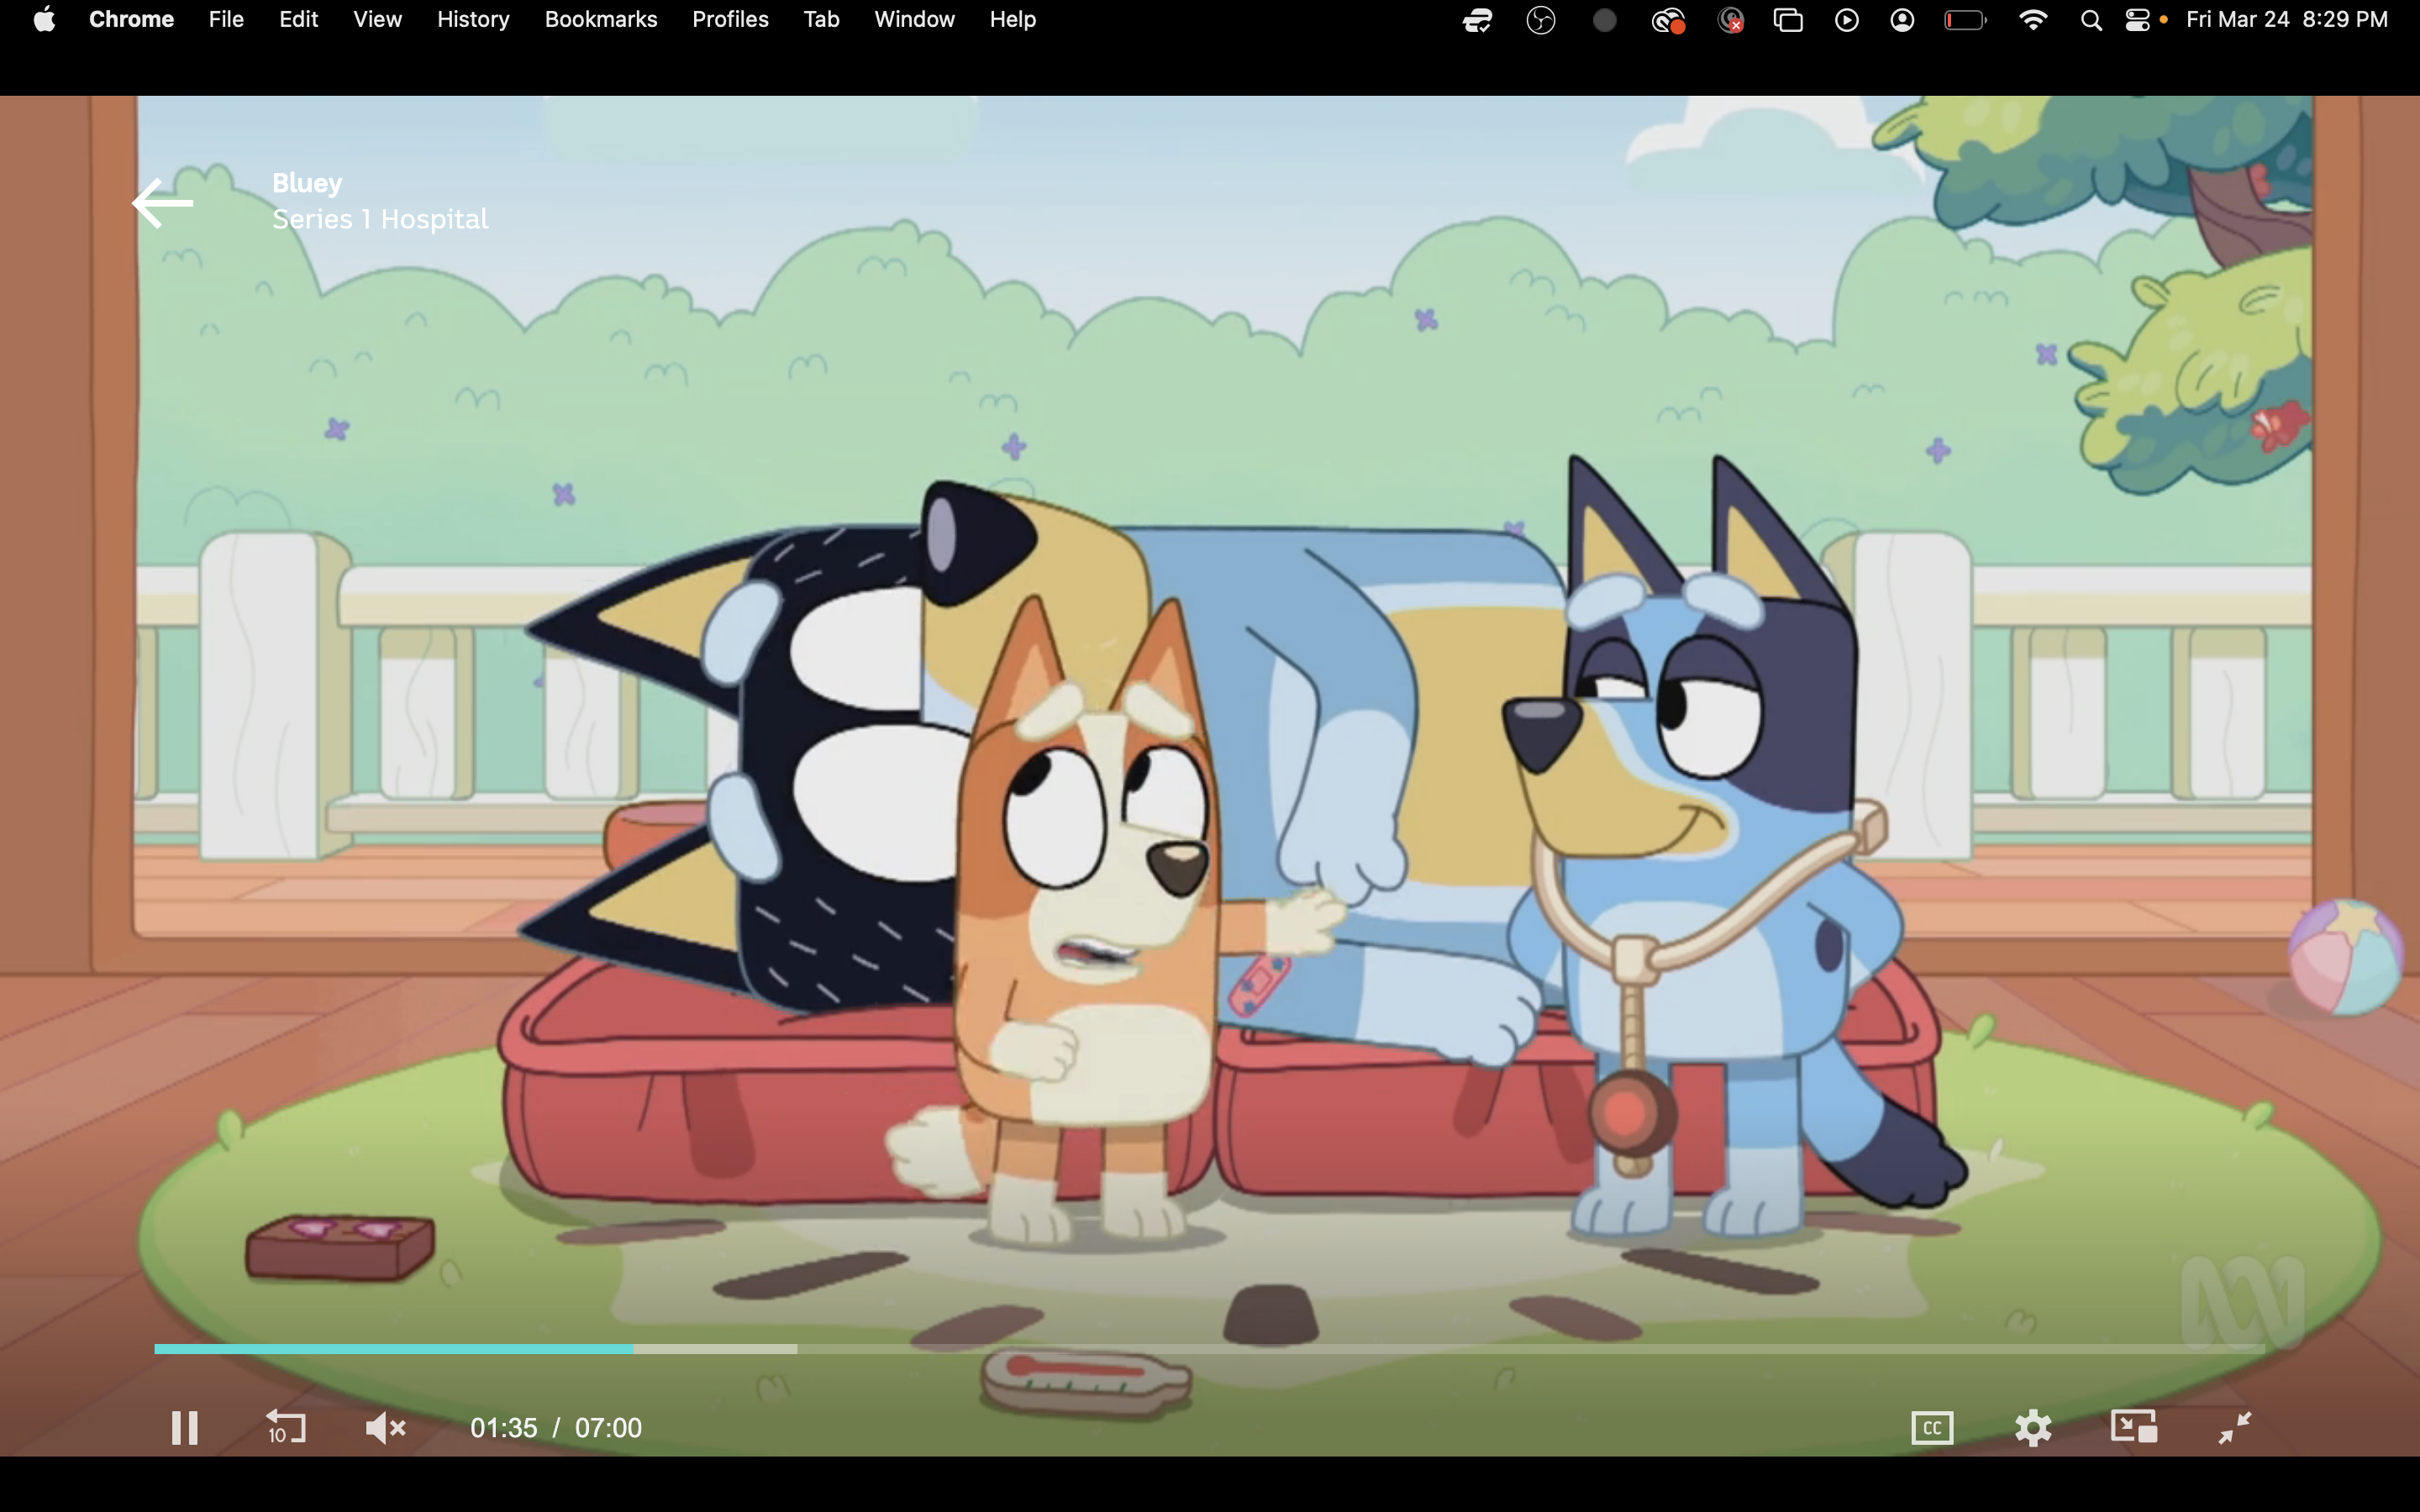 Chrome File Edit View History Bookmarks Profiles Tab Window Help Fri Mar 24 8:29 PM
Bluey
Series 1 Hospital
10 01:35 / 07:00 CC